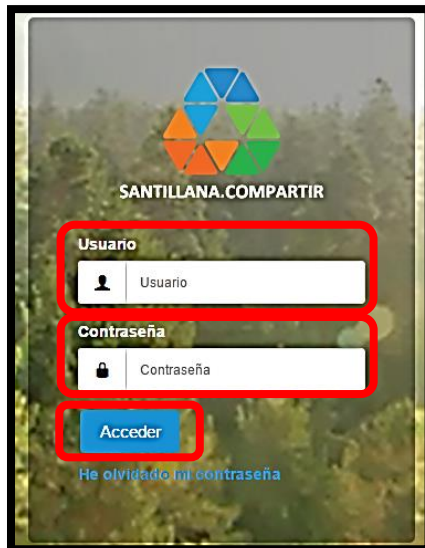 SANTILLANA.COMPARTIR
Usuario
Usuario
Contraseña
Contraseña
Acceder
He olvidado mi contraseña